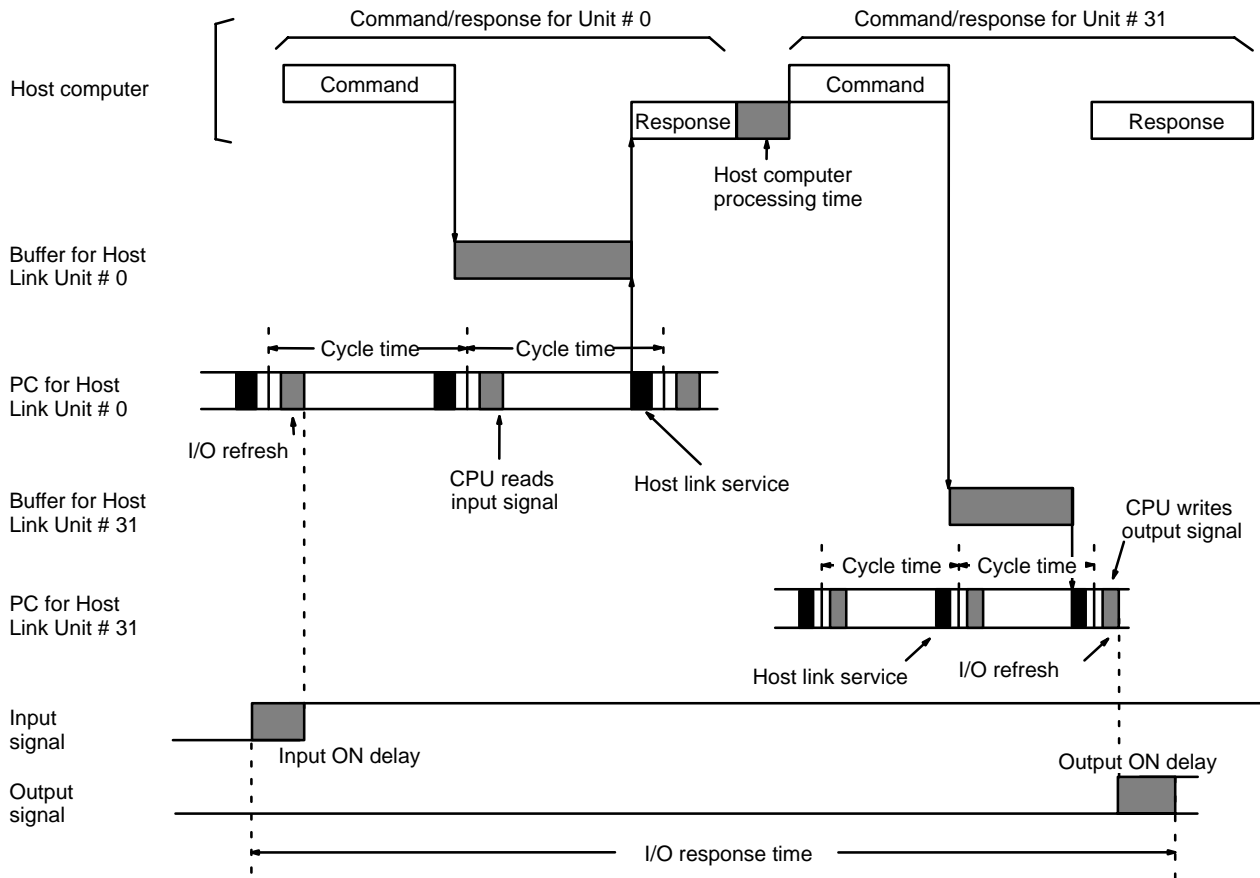 Command/response for Unit # 0
Command/response for Unit # 31
Host computer
Command
Command
Response
Response
Host computer
processing time
Buffer for Host
Link Unit # 0
Cycle time
Cycle time
PC for Host
Link Unit # 0
I/O refresh
CPU reads
input signal
Host link service
Buffer for Host
Link Unit # 31
CPU writes
output signal
Cycle time
Cycle time
PC for Host
Link Unit # 31
Host link service
I/O refresh
Input
signal
Input ON delay
Output ON delay
Output
signal
I/O response time